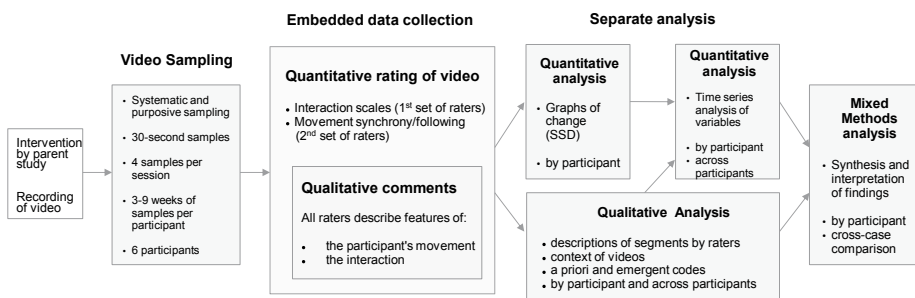 Embedded data collection
Separate analysis
Video Sampling
Intervention
by parent
study
Recording
of video
• Systematic and
purposive sampling
• 30-second samples
• 4 samples per
session
• 3-9 weeks of
samples per
participant
• 6 participants
Quantitative rating of video
• Interaction scales (1st set of raters)
• Movement synchrony/following
(2nd set of raters)
Qualitative comments
All raters describe features of:
• the participant's movement
• the interaction
Quantitative
analysis
• Graphs of
change
(SSD)
• by participant
Quantitative
analysis
• Time series
analysis of
variables
• by participant
• across
participants
Qualitative Analysis
• descriptions of segments by raters
• context of videos
• a priori and emergent codes
• by participant and across participants
Mixed
Methods
analysis
• Synthesis and
interpretation
of findings
• by participant
• cross-case
comparison